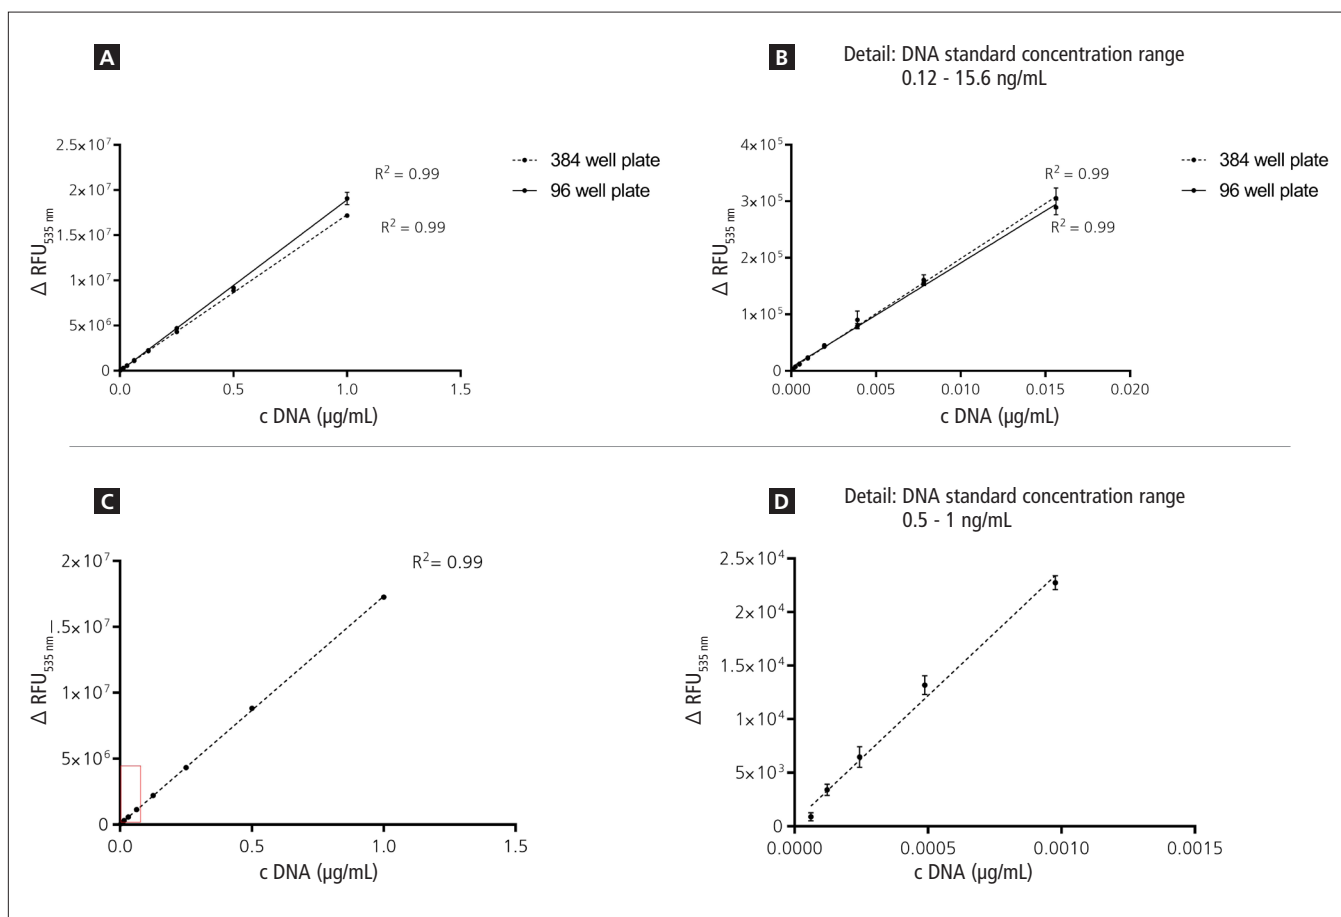 A
B
Detail: DNA standard concentration range
0.12 - 15.6 ng/mL
2.5×10⁷
2×10⁷
1.5×10⁷
1×10⁷
5×10⁶
0
Δ RFU₅₃₅ ₙₘ
R² = 0.99
R² = 0.99
384 well plate
96 well plate
0.0
0.5
1.0
1.5
c DNA (µg/mL)
4×10⁵
3×10⁵
2×10⁵
1×10⁵
0
Δ RFU₅₃₅ ₙₘ
R² = 0.99
R² = 0.99
384 well plate
96 well plate
0.000
0.005
0.010
0.015
0.020
c DNA (µg/mL)
C
D
Detail: DNA standard concentration range
0.5 - 1 ng/mL
2×10⁷
.5×10⁷
1×10⁷
5×10⁶
0
Δ RFU₅₃₅ ₙₘ
R²= 0.99
0.0
0.5
1.0
1.5
c DNA (µg/mL)
2.5×10⁴
2×10⁴
1.5×10⁴
1×10⁴
5×10³
0
Δ RFU₅₃₅ ₙₘ
0.0000
0.0005
0.0010
0.0015
c DNA (µg/mL)